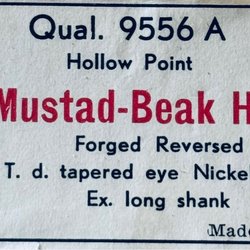 Qual. 9556 A
Hollow Point
Mustad-Beak H
Forged Reversed
T. d. tapered eye Nicke
Ex. long shank
Made